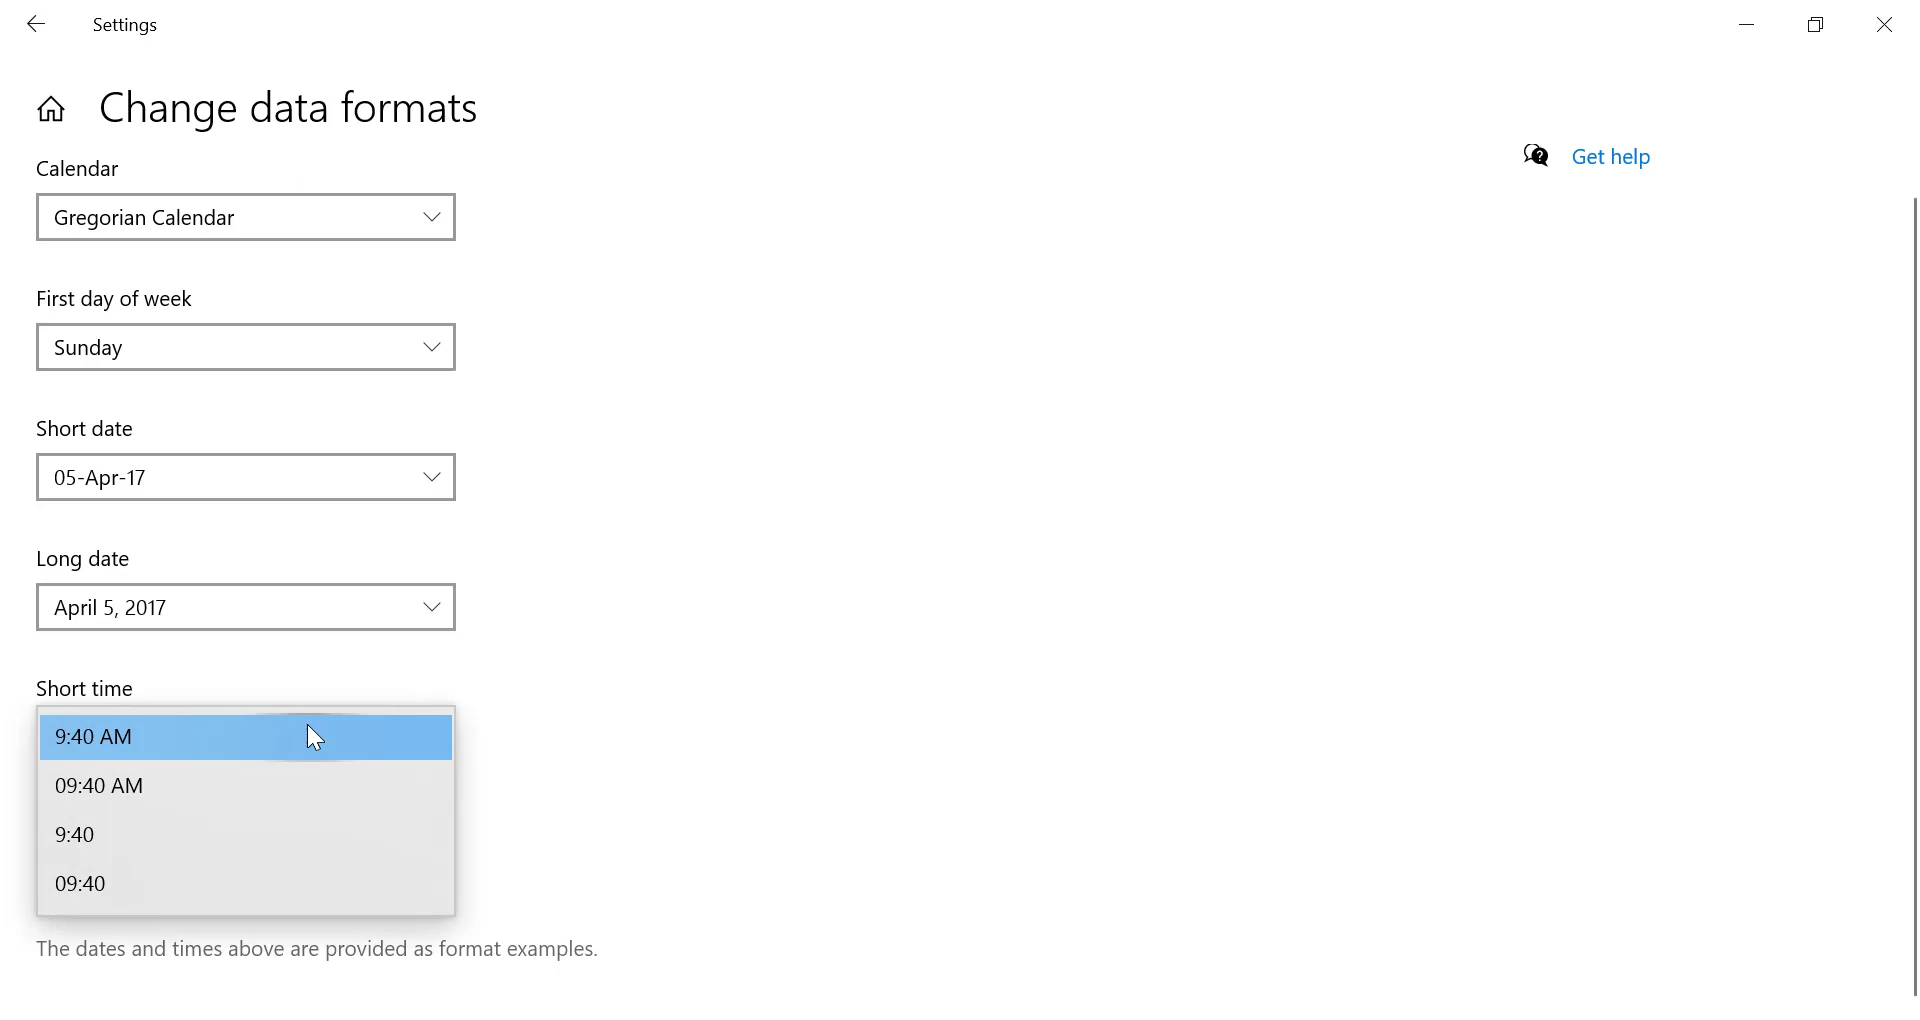 Settings
Change data formats
Get help
Calendar
Gregorian Calendar
First day of week
Sunday
Short date
05-Apr-17
Long date
April 5, 2017
Short time
9:40 AM
09:40 AM
9:40
09:40
The dates and times above are provided as format examples.